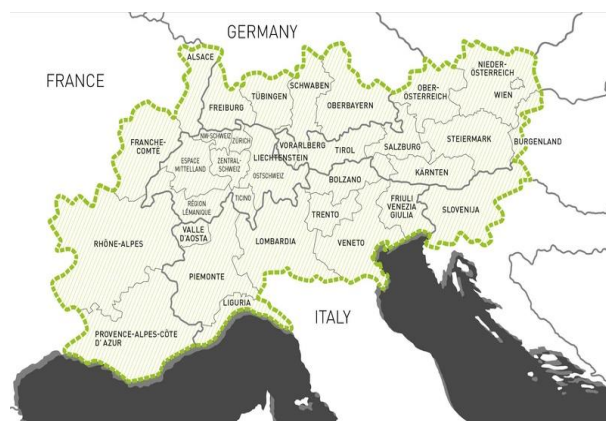 GERMANY
FRANCE
ALSACE
FREIBURG
TÜBINGEN
SCHWABEN
OBERBAYERN
OBER-
ÖSTERREICH
NIEDER-
ÖSTERREICH
WIEN
BURGENLAND
STEIERMARK
SALZBURG
KÄRNTEN
TIROL
VORARLBERG
LIECHTENSTEIN
FRANCHE-
COMTÉ
NW-SCHWEIZ
ZÜRICH
ESPACE
MITTELLAND
ZENTRAL-
SCHWEIZ
OSTSCHWEIZ
RÉGION
LÉMANIQUE
TICINO
BOLZANO
TRENTO
FRIULI
VENEZIA
GIULIA
SLOVENIJA
RHÔNE-ALPES
VALLE
D'AOSTA
LOMBARDIA
VENETO
PIEMONTE
LIGURIA
ITALY
PROVENCE-ALPES-CÔTE
D'AZUR